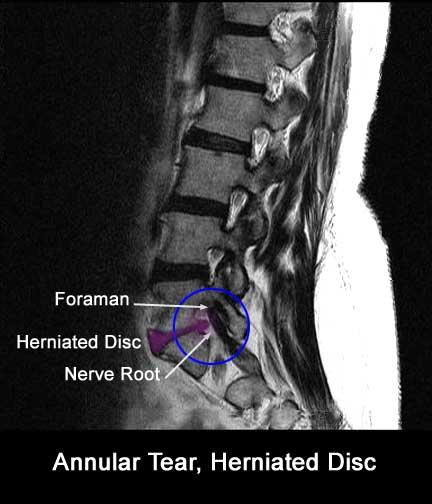 Foraman
Herniated Disc
Nerve Root
Annular Tear, Herniated Disc